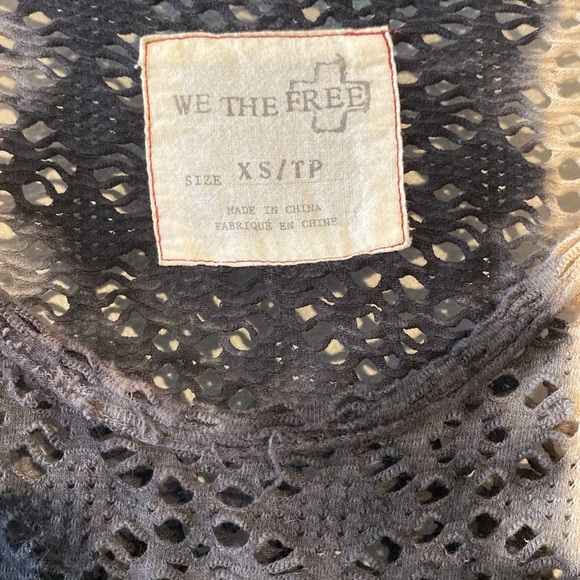 WE THE FREE
SIZE XS/TP
MADE IN CHINA
FABRIQUÉ EN CHINE